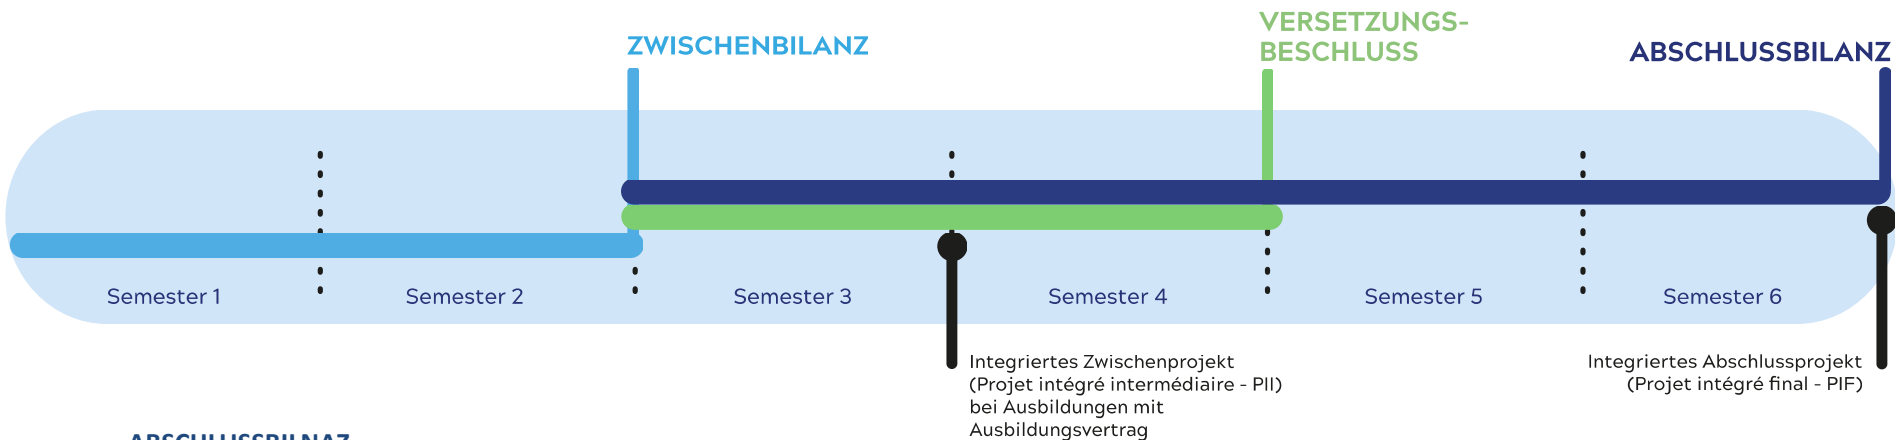 ZWISCHENBILANZ
VERSETZUNGS-
BESCHLUSS
ABSCHLUSSBILANZ
Semester 1
Semester 2
Semester 3
Semester 4
Semester 5
Semester 6
Integriertes Zwischenprojekt
(Projet intégré intermédiaire - PII)
bei Ausbildungen mit
Ausbildungsvertrag
Integriertes Abschlussprojekt
(Projet intégré final - PIF)
ABSCHLUSSBILNAZ